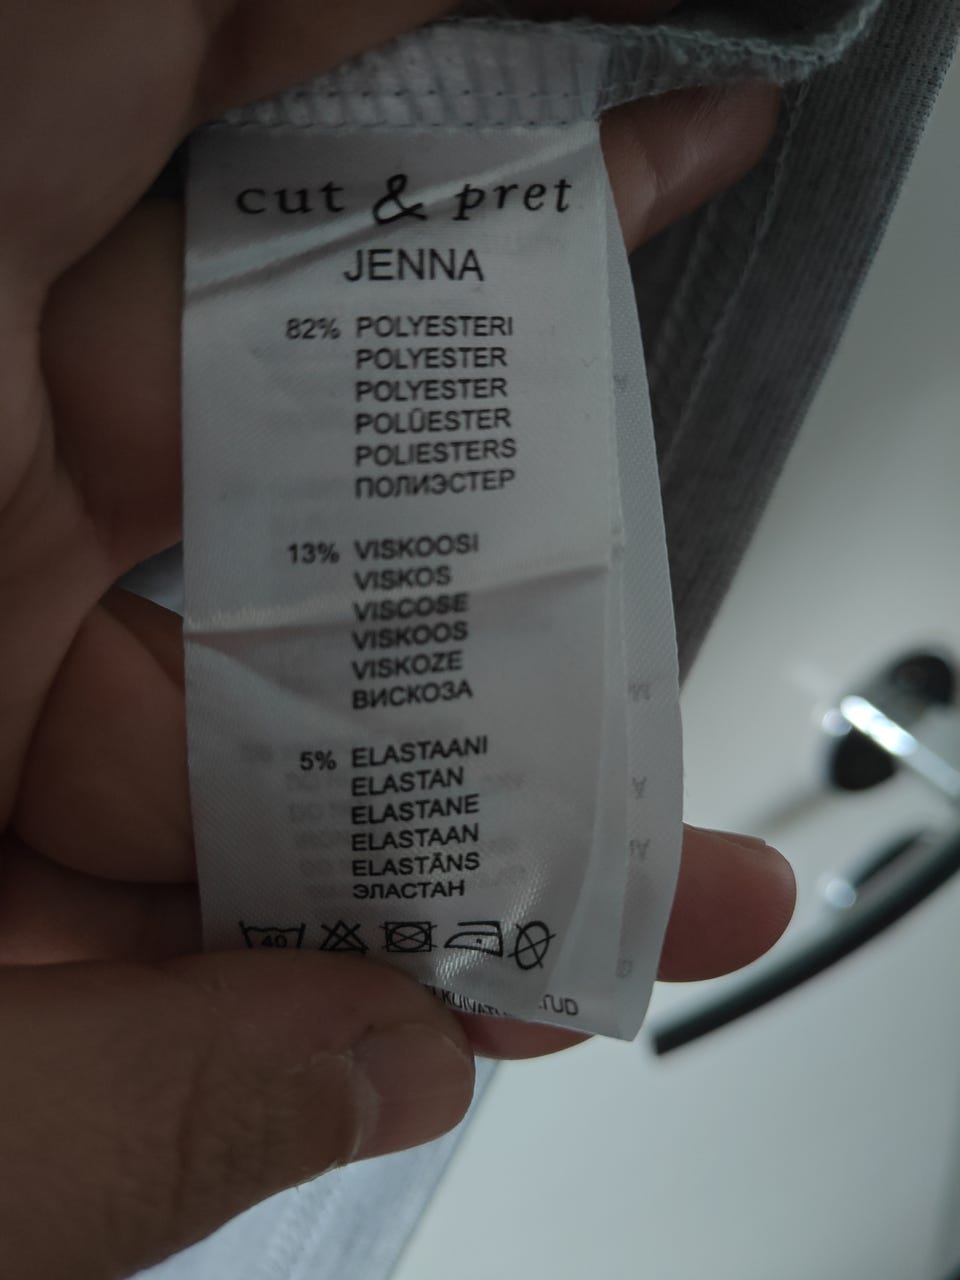 cut & pret
JENNA
82% POLYESTERI
POLYESTER
POLYESTER
POLÜESTER
POLIESTERS
ПОЛИЭСТЕР
13% VISKOOSI
VISKOS
VISCOSE
VISKOOS
VISKOZE
ВИСКОЗА
5% ELASTAANI
ELASTAN
ELASTANE
ELASTAAN
ELASTĀNS
ЭЛАСТАН
40